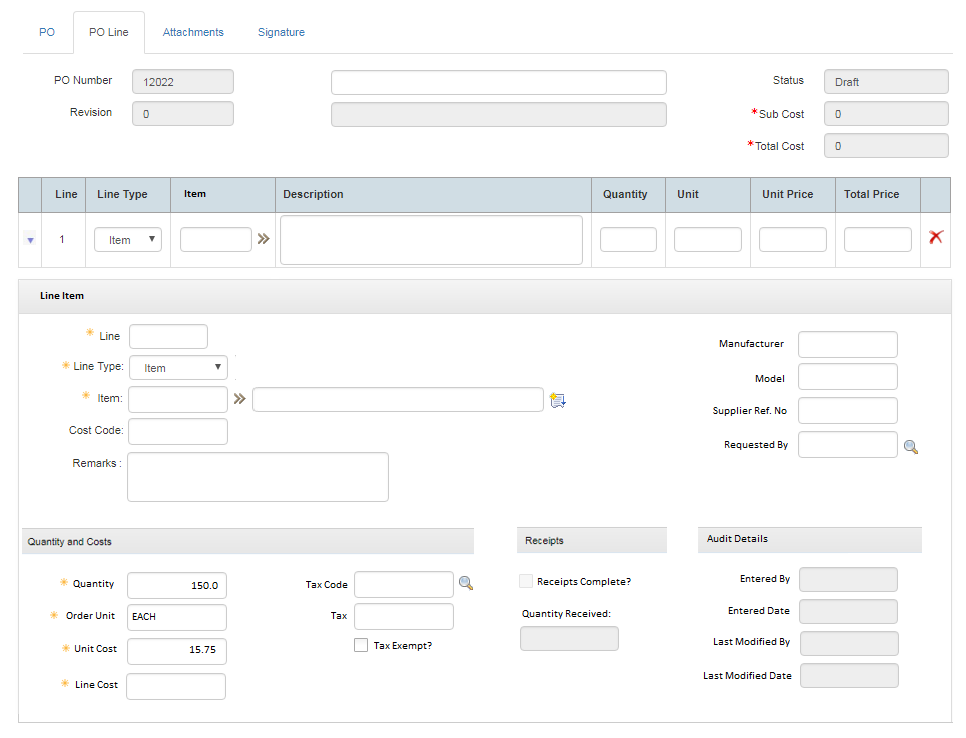 PO PO Line Attachments Signature
PO Number 12022 Status Draft
Revision 0 *Sub Cost 0
*Total Cost 0
Line Line Type Item Description Quantity Unit Unit Price Total Price
1 Item
Line Item
Line
Line Type: Item
Item:
Cost Code:
Remarks :
Manufacturer
Model
Supplier Ref. No
Requested By
Quantity and Costs
Quantity 150.0
Order Unit EACH
Unit Cost 15.75
Line Cost
Tax Code
Tax
Tax Exempt?
Receipts
Receipts Complete?
Quantity Received:
Audit Details
Entered By
Entered Date
Last Modified By
Last Modified Date